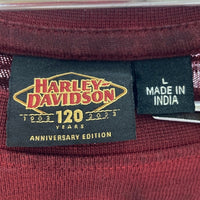 HARLEY-DAVIDSON
1903 120 2023
YEARS
ANNIVERSARY EDITION
L
MADE IN
INDIA